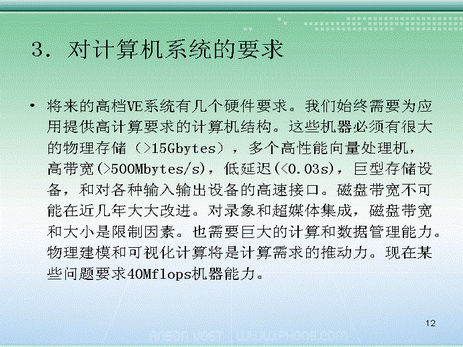 3．对计算机系统的要求
• 将来的高档VE系统有几个硬件要求。我们始终需要为应
用提供高计算要求的计算机结构。这些机器必须有很大
的物理存储（>15Gbytes），多个高性能向量处理机，
高带宽(>500Mbytes/s)，低延迟(<0.03s)，巨型存储设
备，和对各种输入输出设备的高速接口。磁盘带宽不可
能在近几年大大改进。对录象和超媒体集成，磁盘带宽
和大小是限制因素。也需要巨大的计算和数据管理能力。
物理建模和可视化计算将是计算需求的推动力。现在某
些问题要求40Mflops机器能力。
12